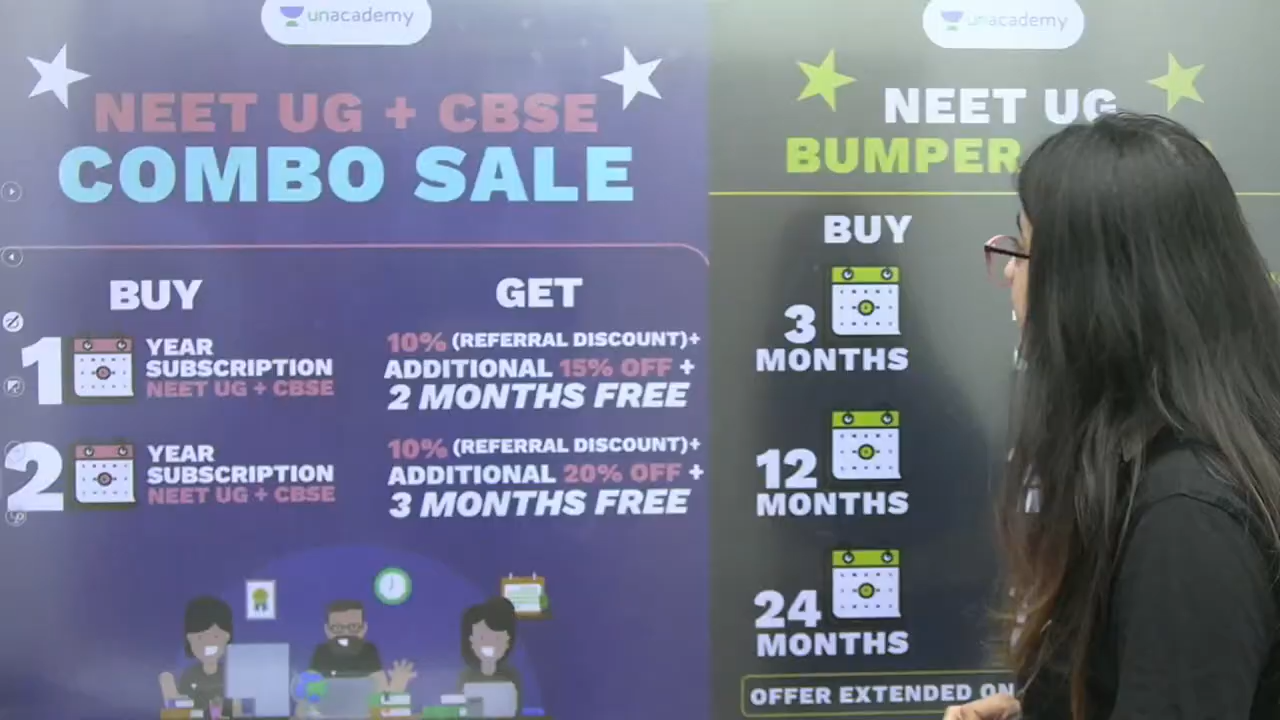 unacademy
NEET UG + CBSE
COMBO SALE
BUY
GET
1
YEAR
SUBSCRIPTION
NEET UG + CBSE
10% (REFERRAL DISCOUNT)+
ADDITIONAL 15% OFF +
2 MONTHS FREE
2
YEAR
SUBSCRIPTION
NEET UG + CBSE
10% (REFERRAL DISCOUNT)+
ADDITIONAL 20% OFF +
3 MONTHS FREE
unacademy
NEET UG
BUMPER
BUY
3
MONTHS
12
MONTHS
24
MONTHS
OFFER EXTENDED ON